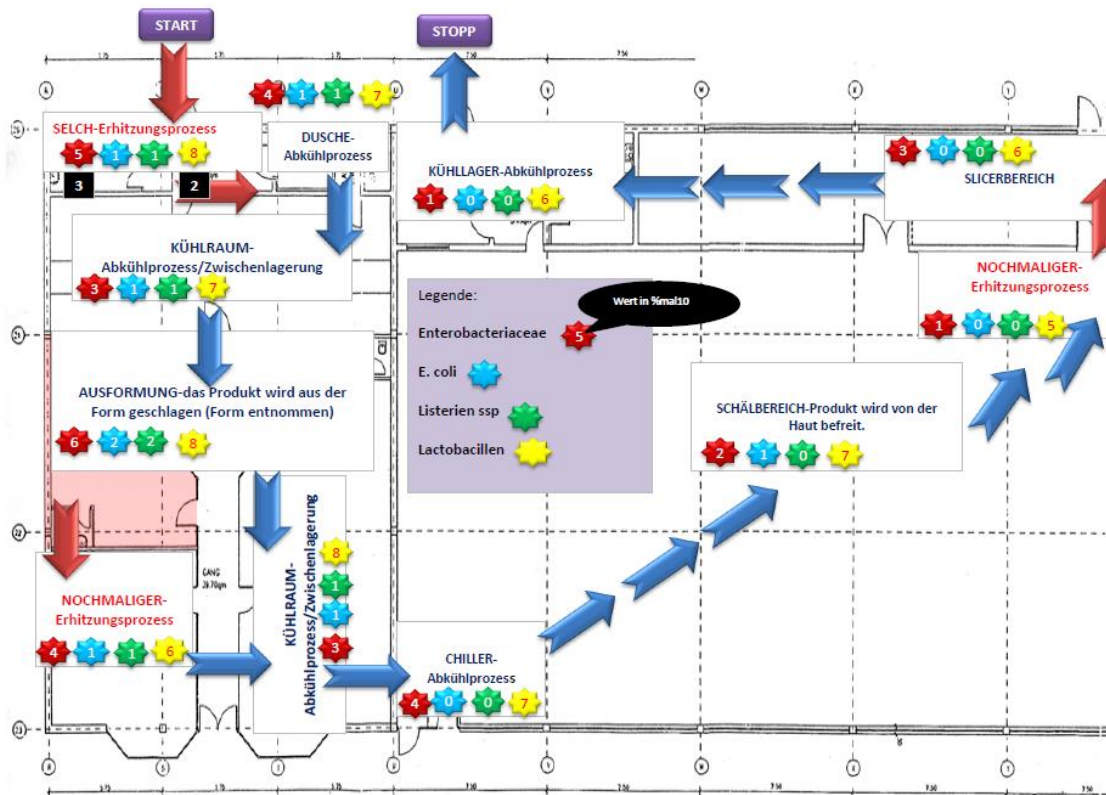 START
STOPP
4 1 1 7
SELCH-Erhitzungsprozess
5 1 1 8
3 2
DUSCHE-
Abkühlprozess
KÜHLLAGER-Abkühlprozess
1 0 0 6
3 0 0 6
SLICERBEREICH
KÜHLRAUM-
Abkühlprozess/Zwischenlagerung
3 1 1 7
NOCHMALIGER-
Erhitzungsprozess
1 0 0 5
Legende:
Wert in %mal10
Enterobacteriaceae 5
E. coli
Listerien ssp
Lactobacillen
AUSFORMUNG-das Produkt wird aus der
Form geschlagen (Form entnommen)
6 2 2 8
SCHÄLBEREICH-Produkt wird von der
Haut befreit.
2 1 0 7
NOCHMALIGER-
Erhitzungsprozess
4 1 1 6
GANG
KÜHLRAUM-
Abkühlprozess/Zwischenlagerung
8
1
1
3
CHILLER-
Abkühlprozess
4 0 0 7